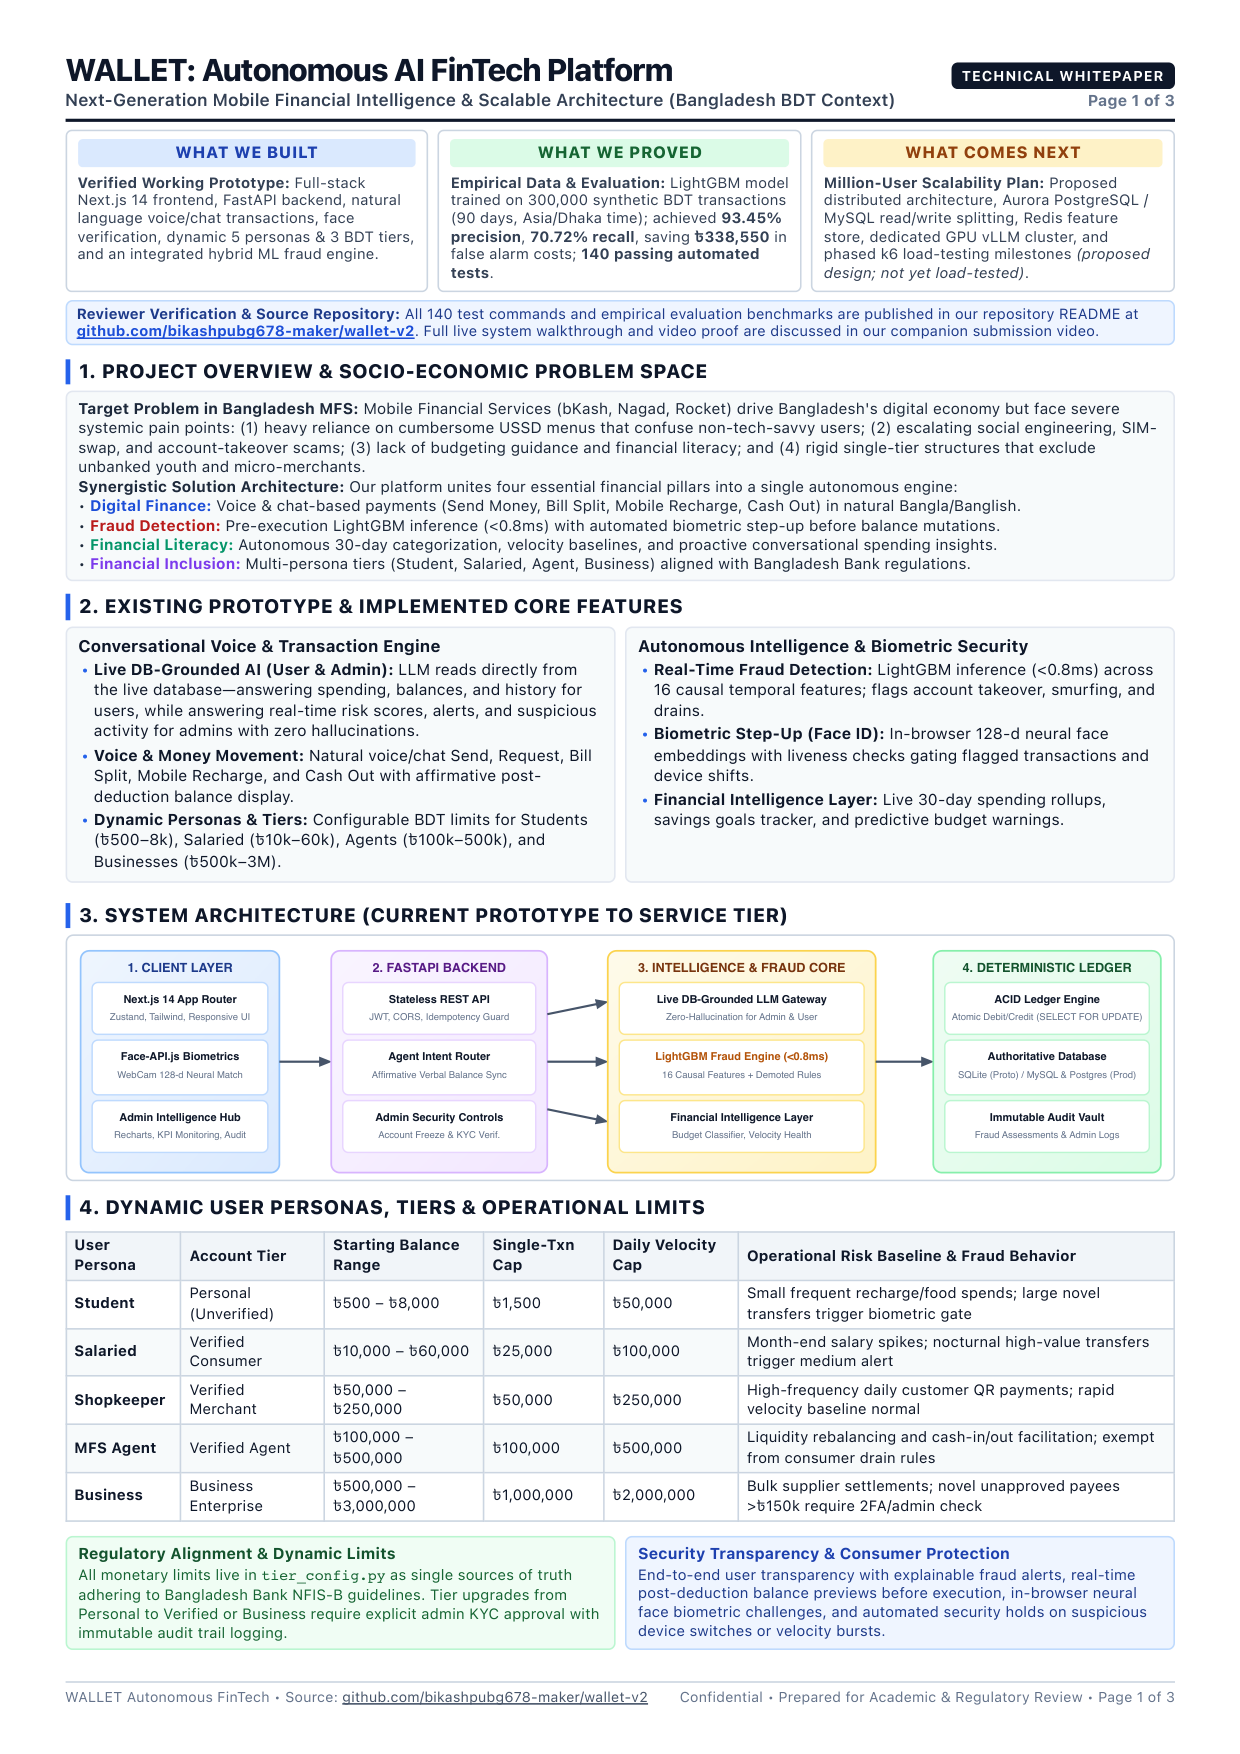 WALLET: Autonomous AI FinTech Platform
TECHNICAL WHITEPAPER
Next-Generation Mobile Financial Intelligence & Scalable Architecture (Bangladesh BDT Context)
Page 1 of 3
WHAT WE BUILT
Verified Working Prototype: Full-stack
Next.js 14 frontend, FastAPI backend, natural
language voice/chat transactions, face
verification, dynamic 5 personas & 3 BDT tiers,
and an integrated hybrid ML fraud engine.
WHAT WE PROVED
Empirical Data & Evaluation: LightGBM model
trained on 300,000 synthetic BDT transactions
(90 days, Asia/Dhaka time); achieved 93.45%
precision, 70.72% recall, saving ৳338,550 in
false alarm costs; 140 passing automated
tests.
WHAT COMES NEXT
Million-User Scalability Plan: Proposed
distributed architecture, Aurora PostgreSQL /
MySQL read/write splitting, Redis feature
store, dedicated GPU vLLM cluster, and
phased k6 load-testing milestones (proposed
design; not yet load-tested).
Reviewer Verification & Source Repository: All 140 test commands and empirical evaluation benchmarks are published in our repository README at
github.com/bikashpubg678-maker/wallet-v2. Full live system walkthrough and video proof are discussed in our companion submission video.
1. PROJECT OVERVIEW & SOCIO-ECONOMIC PROBLEM SPACE
Target Problem in Bangladesh MFS: Mobile Financial Services (bKash, Nagad, Rocket) drive Bangladesh's digital economy but face severe
systemic pain points: (1) heavy reliance on cumbersome USSD menus that confuse non-tech-savvy users; (2) escalating social engineering, SIM-
swap, and account-takeover scams; (3) lack of budgeting guidance and financial literacy; and (4) rigid single-tier structures that exclude
unbanked youth and micro-merchants.
Synergistic Solution Architecture: Our platform unites four essential financial pillars into a single autonomous engine:
• Digital Finance: Voice & chat-based payments (Send Money, Bill Split, Mobile Recharge, Cash Out) in natural Bangla/Banglish.
• Fraud Detection: Pre-execution LightGBM inference (<0.8ms) with automated biometric step-up before balance mutations.
• Financial Literacy: Autonomous 30-day categorization, velocity baselines, and proactive conversational spending insights.
• Financial Inclusion: Multi-persona tiers (Student, Salaried, Agent, Business) aligned with Bangladesh Bank regulations.
2. EXISTING PROTOTYPE & IMPLEMENTED CORE FEATURES
Conversational Voice & Transaction Engine
• Live DB-Grounded AI (User & Admin): LLM reads directly from
the live database—answering spending, balances, and history for
users, while answering real-time risk scores, alerts, and suspicious
activity for admins with zero hallucinations.
• Voice & Money Movement: Natural voice/chat Send, Request, Bill
Split, Mobile Recharge, and Cash Out with affirmative post-
deduction balance display.
• Dynamic Personas & Tiers: Configurable BDT limits for Students
(৳500–8k), Salaried (৳10k–60k), Agents (৳100k–500k), and
Businesses (৳500k–3M).
Autonomous Intelligence & Biometric Security
• Real-Time Fraud Detection: LightGBM inference (<0.8ms) across
16 causal temporal features; flags account takeover, smurfing, and
drains.
• Biometric Step-Up (Face ID): In-browser 128-d neural face
embeddings with liveness checks gating flagged transactions and
device shifts.
• Financial Intelligence Layer: Live 30-day spending rollups,
savings goals tracker, and predictive budget warnings.
3. SYSTEM ARCHITECTURE (CURRENT PROTOTYPE TO SERVICE TIER)
1. CLIENT LAYER
Next.js 14 App Router
Zustand, Tailwind, Responsive UI
Face-API.js Biometrics
WebCam 128-d Neural Match
Admin Intelligence Hub
Recharts, KPI Monitoring, Audit
2. FASTAPI BACKEND
Stateless REST API
JWT, CORS, Idempotency Guard
Agent Intent Router
Affirmative Verbal Balance Sync
Admin Security Controls
Account Freeze & KYC Verif.
3. INTELLIGENCE & FRAUD CORE
Live DB-Grounded LLM Gateway
Zero-Hallucination for Admin & User
LightGBM Fraud Engine (<0.8ms)
16 Causal Features + Demoted Rules
Financial Intelligence Layer
Budget Classifier, Velocity Health
4. DETERMINISTIC LEDGER
ACID Ledger Engine
Atomic Debit/Credit (SELECT FOR UPDATE)
Authoritative Database
SQLite (Proto) / MySQL & Postgres (Prod)
Immutable Audit Vault
Fraud Assessments & Admin Logs
4. DYNAMIC USER PERSONAS, TIERS & OPERATIONAL LIMITS
User
Persona
Account Tier
Starting Balance
Range
Single-Txn
Cap
Daily Velocity
Cap
Operational Risk Baseline & Fraud Behavior
Student
Personal
(Unverified)
৳500 – ৳8,000
৳1,500
৳50,000
Small frequent recharge/food spends; large novel
transfers trigger biometric gate
Salaried
Verified
Consumer
৳10,000 – ৳60,000
৳25,000
৳100,000
Month-end salary spikes; nocturnal high-value transfers
trigger medium alert
Shopkeeper
Verified
Merchant
৳50,000 –
৳250,000
৳50,000
৳250,000
High-frequency daily customer QR payments; rapid
velocity baseline normal
MFS Agent
Verified Agent
৳100,000 –
৳500,000
৳100,000
৳500,000
Liquidity rebalancing and cash-in/out facilitation; exempt
from consumer drain rules
Business
Business
Enterprise
৳500,000 –
৳3,000,000
৳1,000,000
৳2,000,000
Bulk supplier settlements; novel unapproved payees
>৳150k require 2FA/admin check
Regulatory Alignment & Dynamic Limits
All monetary limits live in tier_config.py as single sources of truth
adhering to Bangladesh Bank NFIS-B guidelines. Tier upgrades from
Personal to Verified or Business require explicit admin KYC approval with
immutable audit trail logging.
Security Transparency & Consumer Protection
End-to-end user transparency with explainable fraud alerts, real-time
post-deduction balance previews before execution, in-browser neural
face biometric challenges, and automated security holds on suspicious
device switches or velocity bursts.
WALLET Autonomous FinTech • Source: github.com/bikashpubg678-maker/wallet-v2
Confidential • Prepared for Academic & Regulatory Review • Page 1 of 3